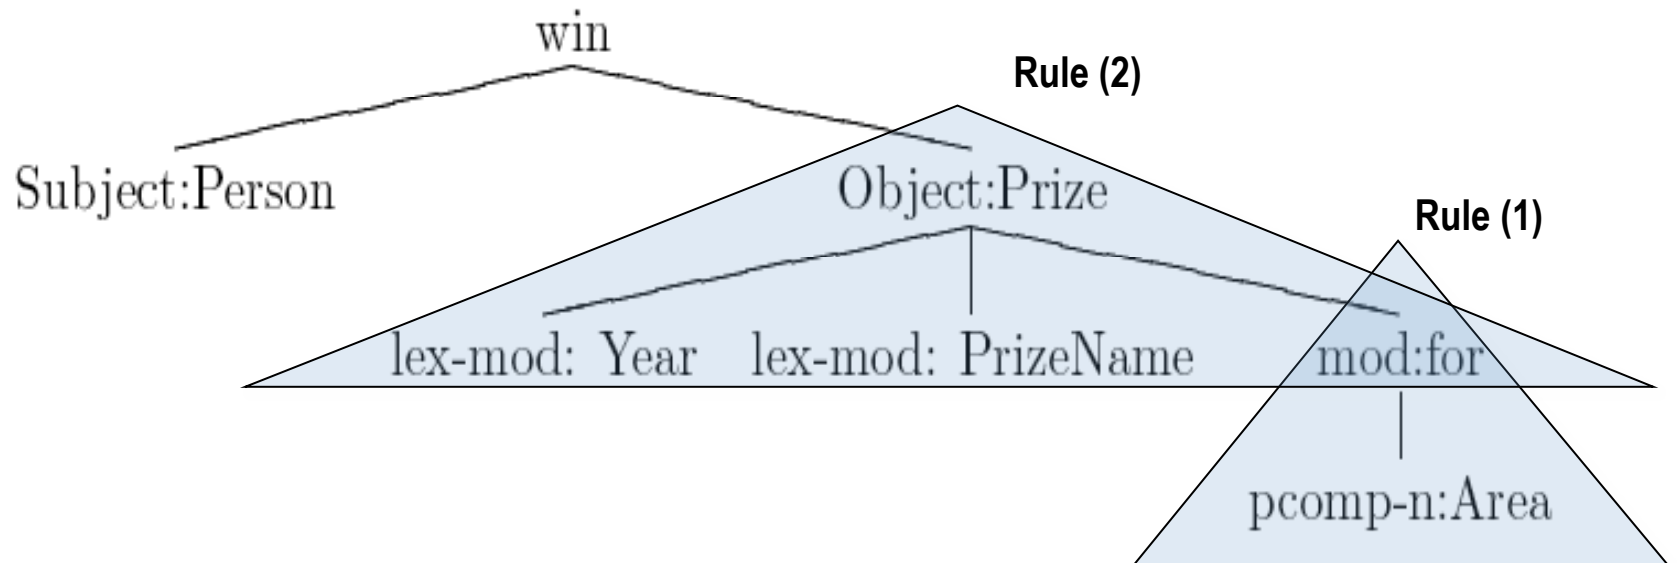 win
Rule (2)
Subject:Person
Object:Prize
Rule (1)
lex-mod: Year
lex-mod: PrizeName
mod:for
pcomp-n:Area